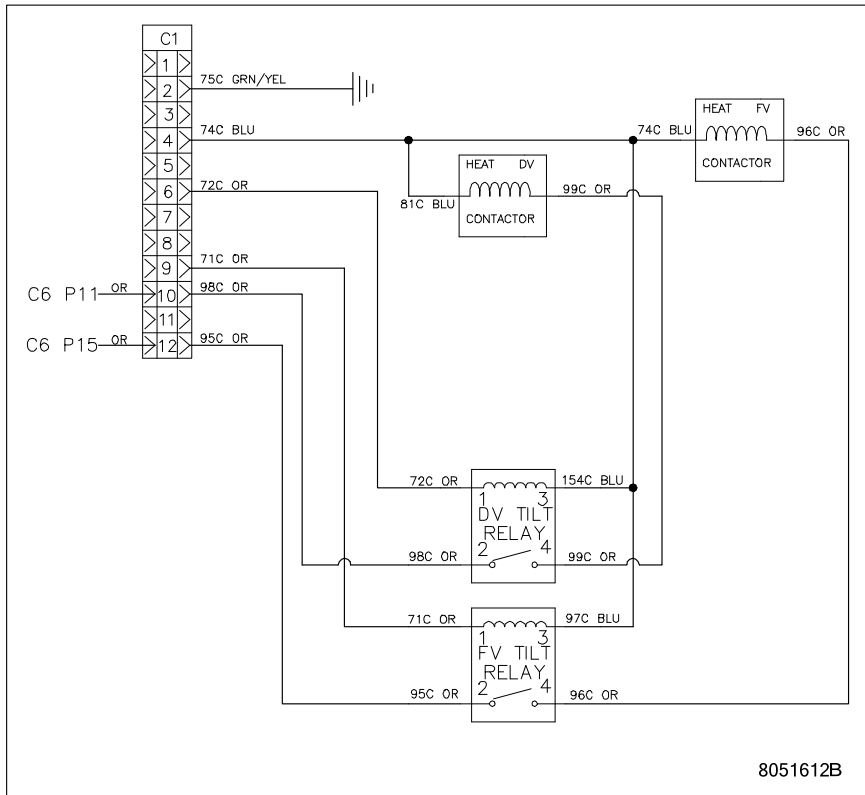 C1
1
2 75C GRN/YEL
3
4 74C BLU 74C BLU HEAT FV 96C OR
CONTACTOR
5
HEAT DV
6 72C OR 81C BLU 99C OR
CONTACTOR
7
8
9 71C OR
C6 P11 OR 10 98C OR
11
C6 P15 OR 12 95C OR
72C OR 154C BLU
1 3
DV TILT
RELAY
98C OR 2 4 99C OR
71C OR 97C BLU
1 3
FV TILT
RELAY
95C OR 2 4 96C OR
8051612B